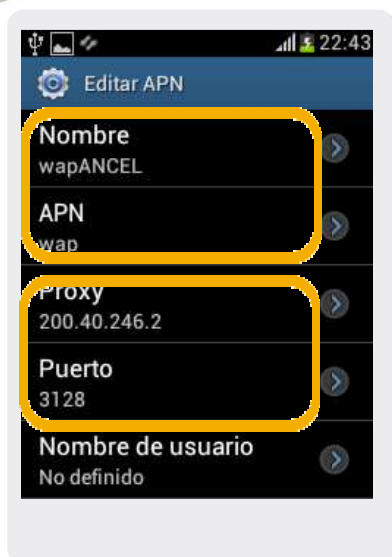 22:43
Editar APN
Nombre
wapANCEL
APN
wap
Proxy
200.40.246.2
Puerto
3128
Nombre de usuario
No definido